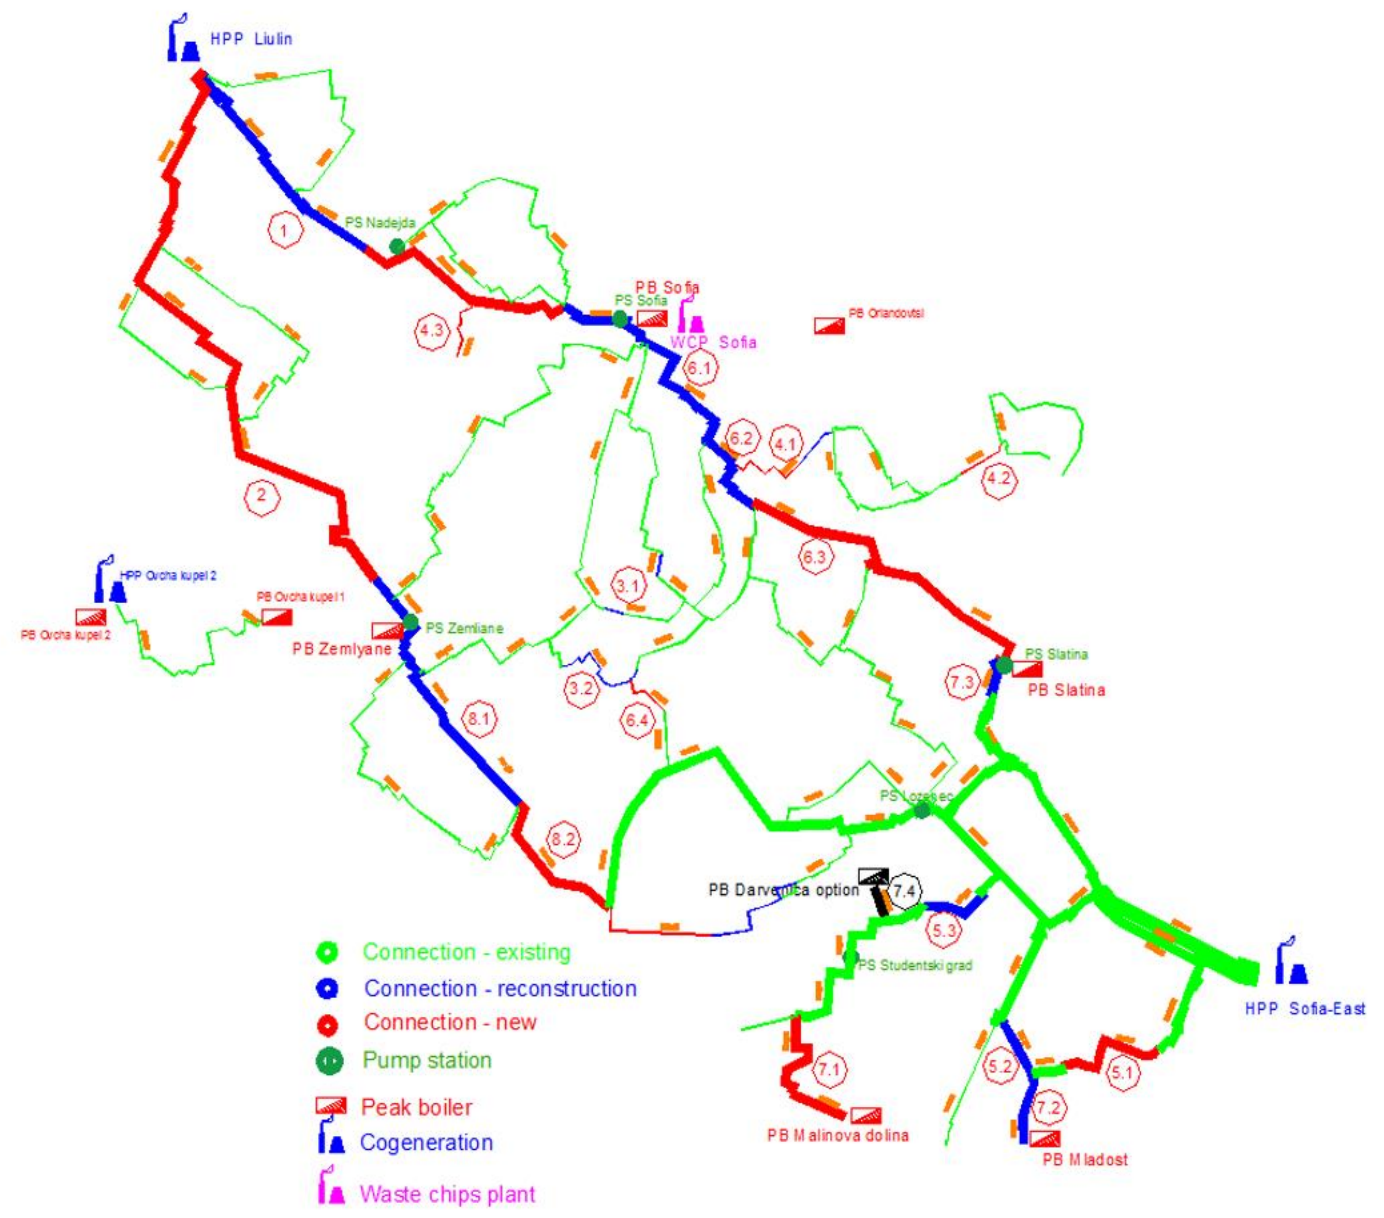 HPP Liulin
1
PS Nadejda
PB Sofia
PS Sofia
PB Orlandovtsi
WCP Sofia
4.3
6.1
6.2
4.1
4.2
2
6.3
HPP Ovcha kupel 2
3.1
PB Ovcha kupel 1
PB Ovcha kupel 2
PS Zemliane
PB Zemlyane
PS Slatina
7.3
PB Slatina
3.2
6.4
8.1
PS Lozenec
8.2
PB Darvenica option
7.4
5.3
PS Studentski grad
HPP Sofia-East
7.1
5.2
5.1
7.2
PB Malinova dolina
PB Mladost
Connection - existing
Connection - reconstruction
Connection - new
Pump station
Peak boiler
Cogeneration
Waste chips plant